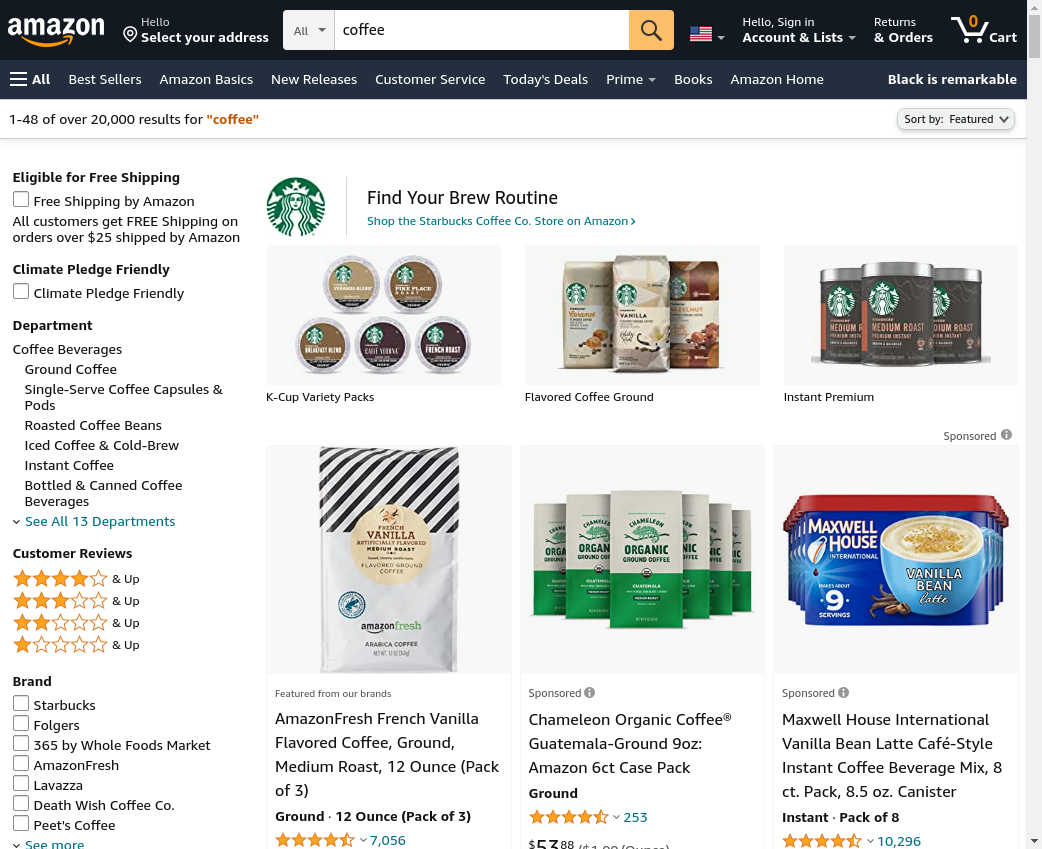 amazon
Hello
Select your address
All
coffee
Hello, Sign in
Account & Lists
Returns
& Orders
0
Cart
All
Best Sellers
Amazon Basics
New Releases
Customer Service
Today's Deals
Prime
Books
Amazon Home
Black is remarkable
1-48 of over 20,000 results for "coffee"
Sort by: Featured
Eligible for Free Shipping
Free Shipping by Amazon
All customers get FREE Shipping on
orders over $25 shipped by Amazon
Climate Pledge Friendly
Climate Pledge Friendly
Department
Coffee Beverages
Ground Coffee
Single-Serve Coffee Capsules &
Pods
Roasted Coffee Beans
Iced Coffee & Cold-Brew
Instant Coffee
Bottled & Canned Coffee
Beverages
See All 13 Departments
Customer Reviews
& Up
& Up
& Up
& Up
Brand
Starbucks
Folgers
365 by Whole Foods Market
AmazonFresh
Lavazza
Death Wish Coffee Co.
Peet's Coffee
See more
Find Your Brew Routine
Shop the Starbucks Coffee Co. Store on Amazon
VERANDA BLEND
PIKE PLACE
ROAST
BREAKFAST BLEND
CAFFÈ VERONA
FRENCH ROAST
K-Cup Variety Packs
Caramel
VANILLA
HAZELNUT
Flavored Coffee Ground
MEDIUM ROAST
PREMIUM INSTANT
Instant Premium
Sponsored
FRENCH
VANILLA
ARTIFICIALLY FLAVORED
MEDIUM ROAST
FLAVORED GROUND
COFFEE
amazonfresh
ARABICA COFFEE
NET WT. 12 OZ (340g)
CHAMELEON
ORGANIC
GROUND COFFEE
GUATEMALA
MAXWELL
HOUSE
INTERNATIONAL
MAKES ABOUT
9
SERVINGS
VANILLA
BEAN
latte
Featured from our brands
AmazonFresh French Vanilla
Flavored Coffee, Ground,
Medium Roast, 12 Ounce (Pack
of 3)
Ground · 12 Ounce (Pack of 3)
7,056
Sponsored
Chameleon Organic Coffee®
Guatemala-Ground 9oz:
Amazon 6ct Case Pack
Ground
253
$53.88 ($1.00/Ounce)
Sponsored
Maxwell House International
Vanilla Bean Latte Café-Style
Instant Coffee Beverage Mix, 8
ct. Pack, 8.5 oz. Canister
Instant · Pack of 8
10,296